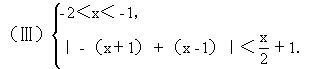 (Ⅲ) { -2＜x＜-1,
| -（x+1）+（x-1）|＜x/2+1.